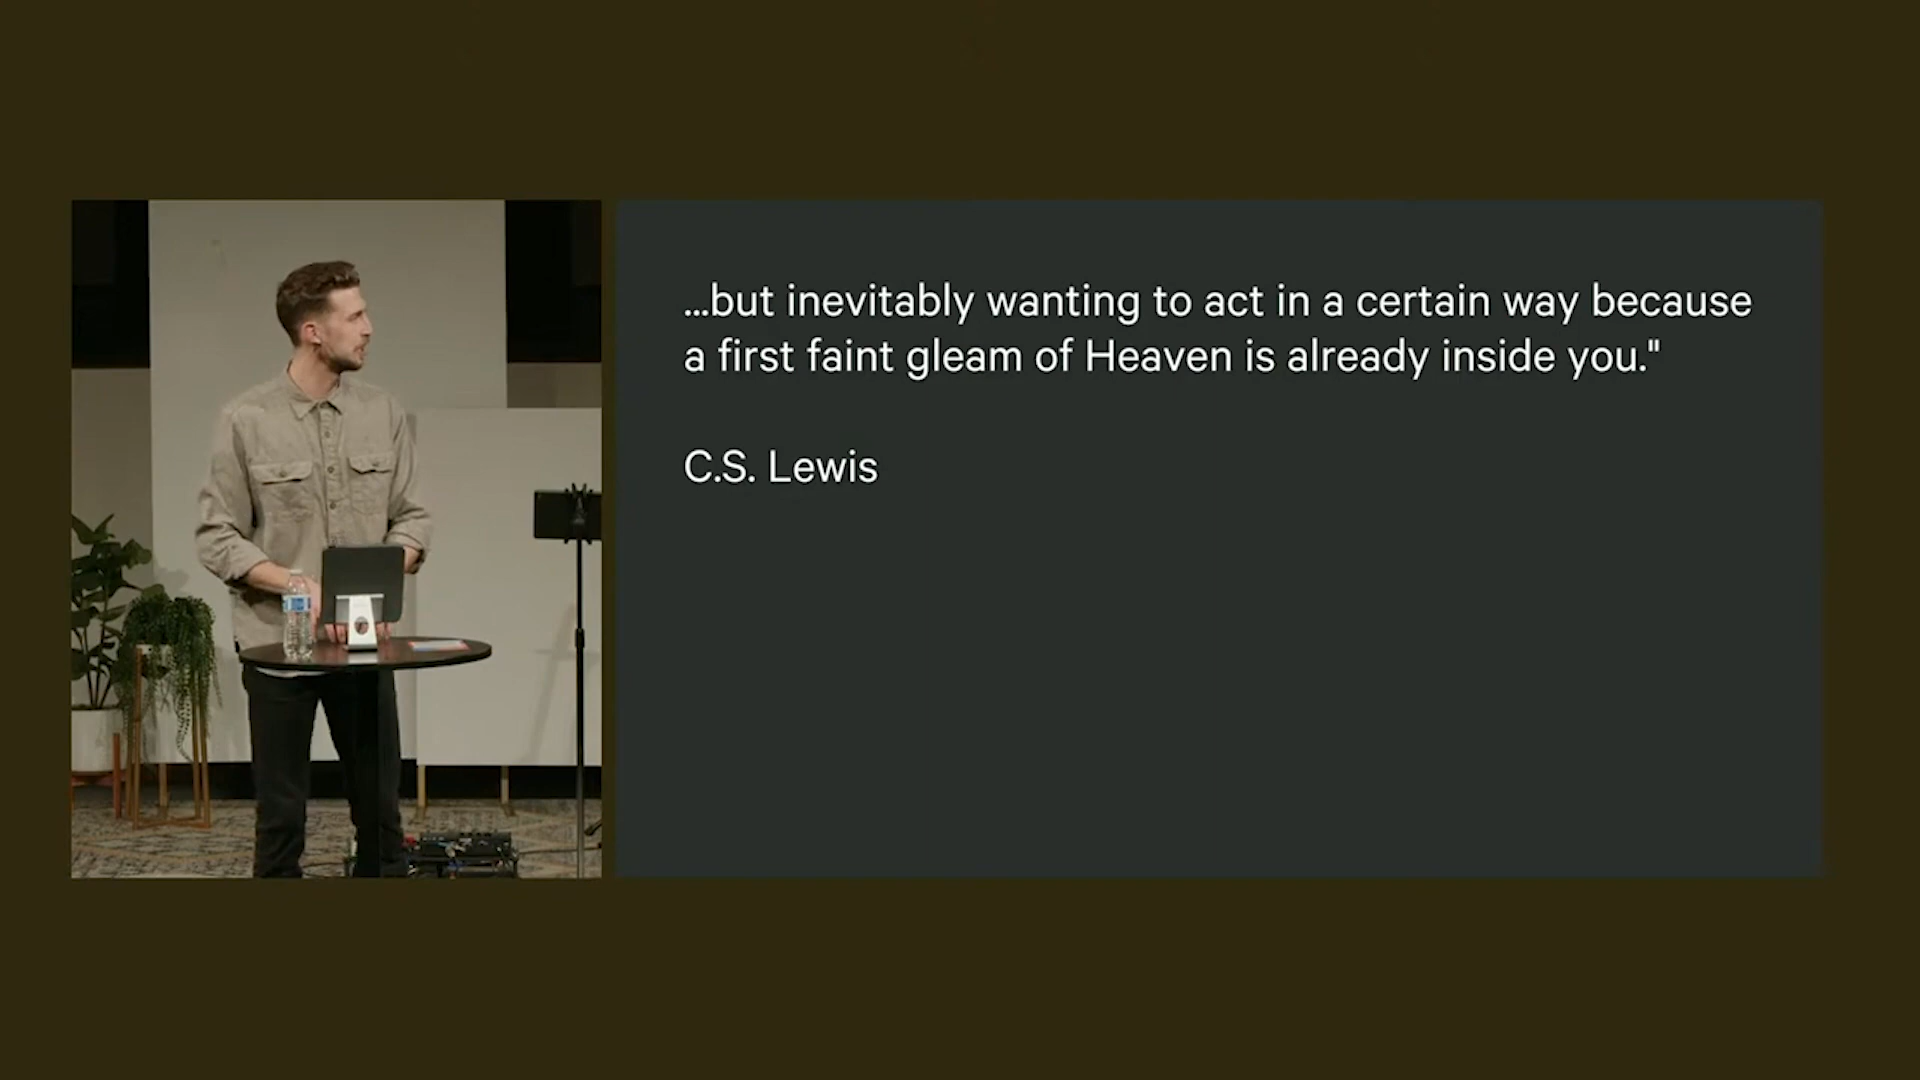 ...but inevitably wanting to act in a certain way because
a first faint gleam of Heaven is already inside you."
C.S. Lewis